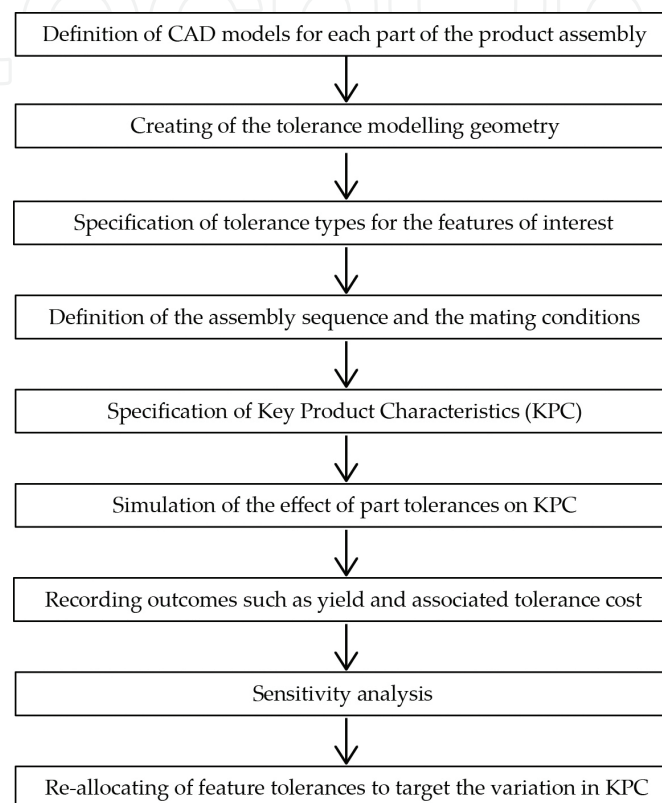 Definition of CAD models for each part of the product assembly
Creating of the tolerance modelling geometry
Specification of tolerance types for the features of interest
Definition of the assembly sequence and the mating conditions
Specification of Key Product Characteristics (KPC)
Simulation of the effect of part tolerances on KPC
Recording outcomes such as yield and associated tolerance cost
Sensitivity analysis
Re-allocating of feature tolerances to target the variation in KPC